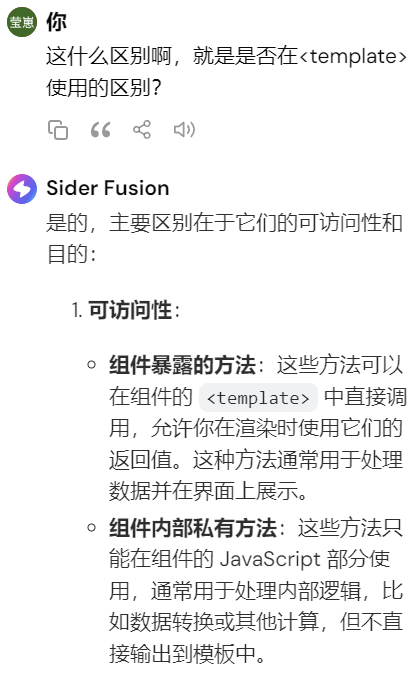 莹崽
你
这什么区别啊，就是是否在<template>
使用的区别？
Sider Fusion
是的，主要区别在于它们的可访问性和
目的：
1. 可访问性：
组件暴露的方法：这些方法可以
在组件的 <template> 中直接调
用，允许你在渲染时使用它们的
返回值。这种方法通常用于处理
数据并在界面上展示。
组件内部私有方法：这些方法只
能在组件的 JavaScript 部分使
用，通常用于处理内部逻辑，比
如数据转换或其他计算，但不直
接输出到模板中。